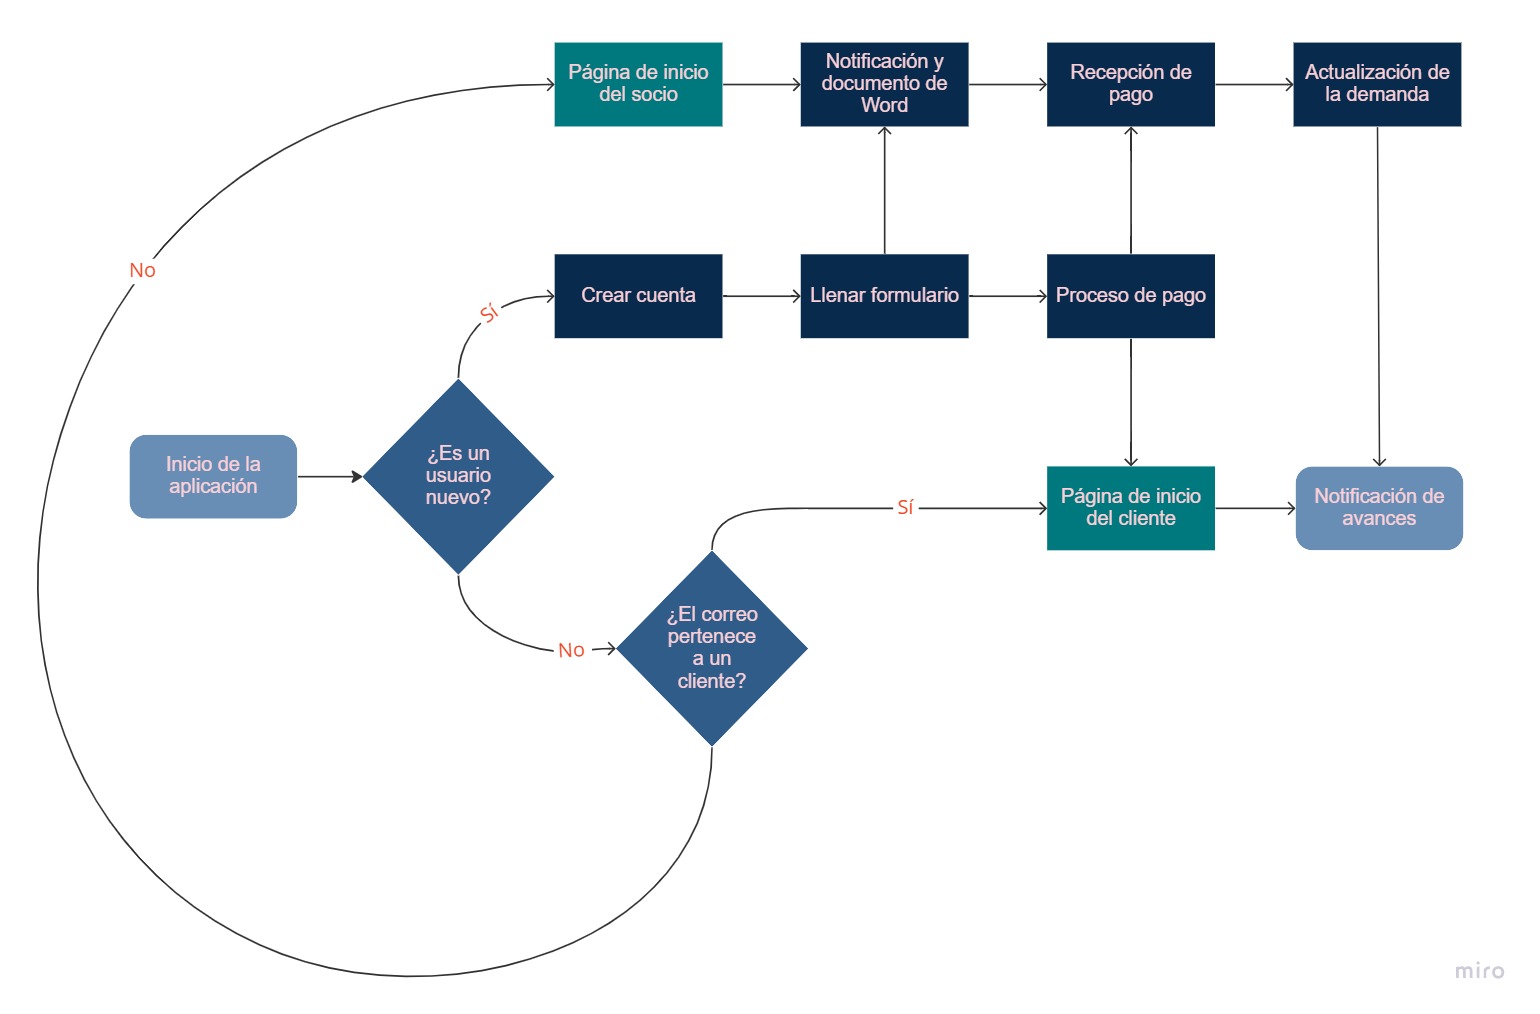 Página de inicio
del socio
Notificación y
documento de
Word
Recepción de
pago
Actualización de
la demanda
No
Sí
Crear cuenta
Llenar formulario
Proceso de pago
Inicio de la
aplicación
¿Es un
usuario
nuevo?
Sí
Página de inicio
del cliente
Notificación de
avances
No
¿El correo
pertenece
a un
cliente?
miro